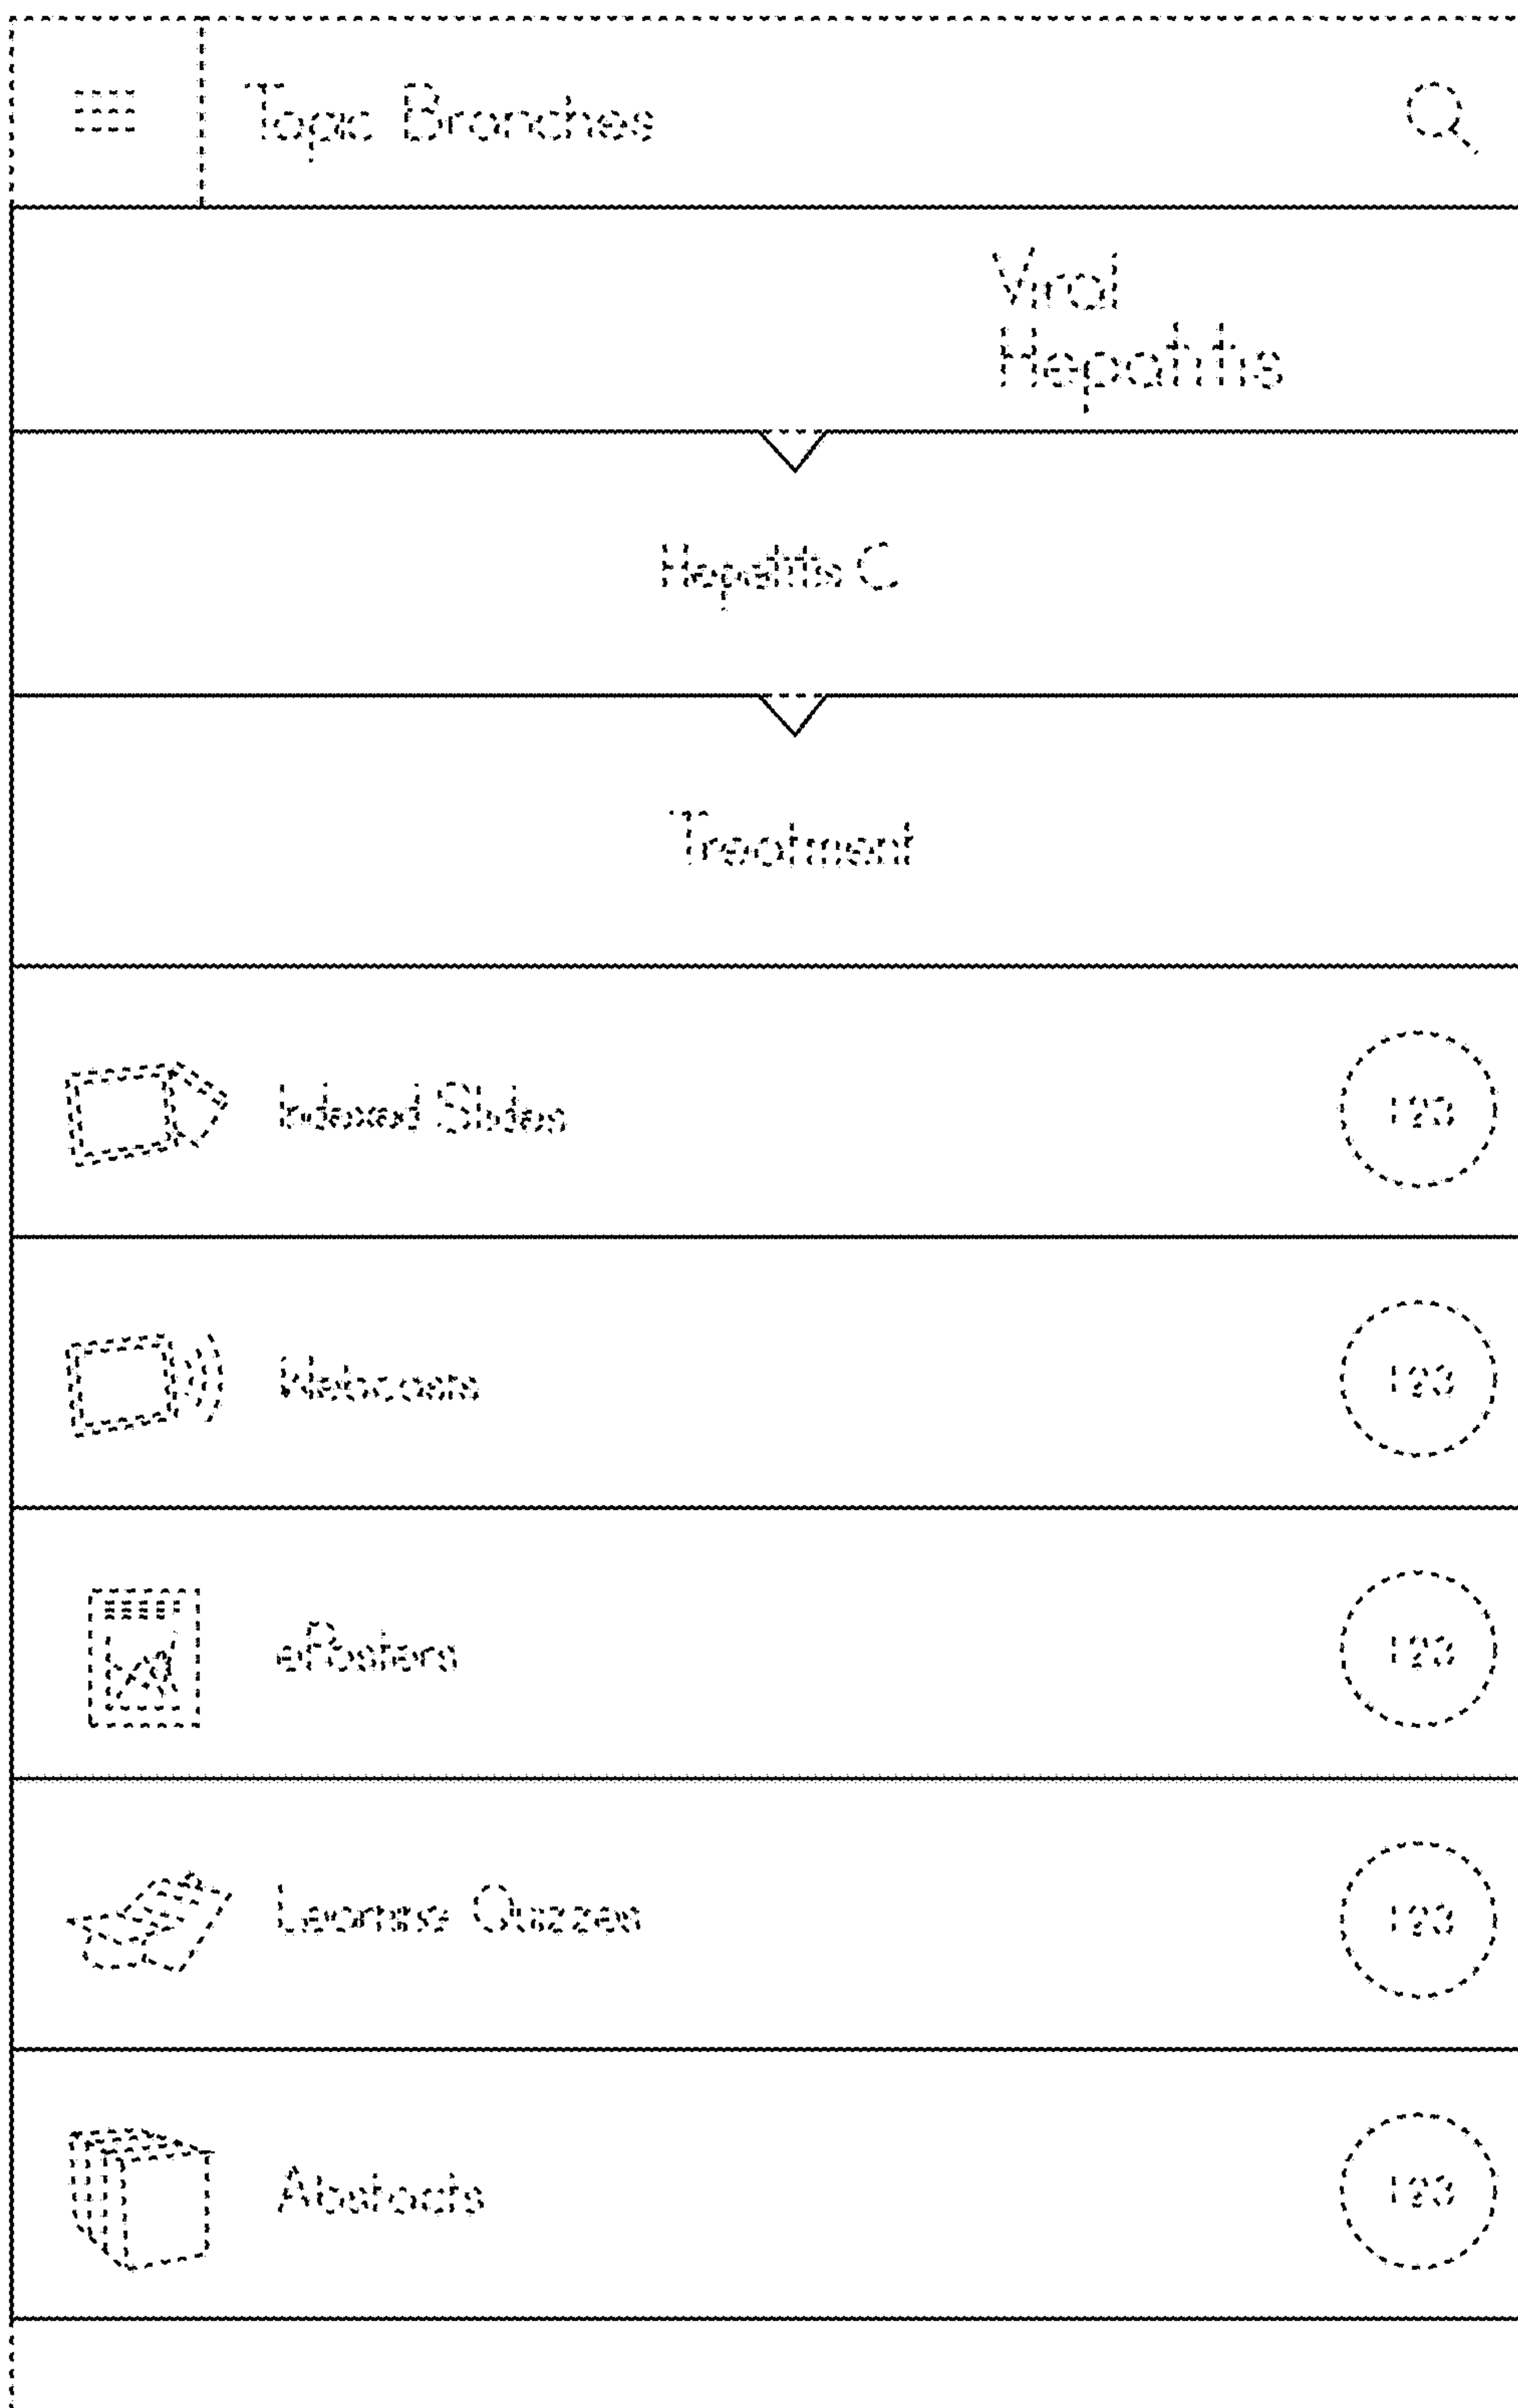 Topic Branches
Viral
Hepatitis
Hepatitis C
Treatment
Indexed Slides
123
Webcasts
123
ePosters
123
Learning Quizzes
123
Abstracts
123